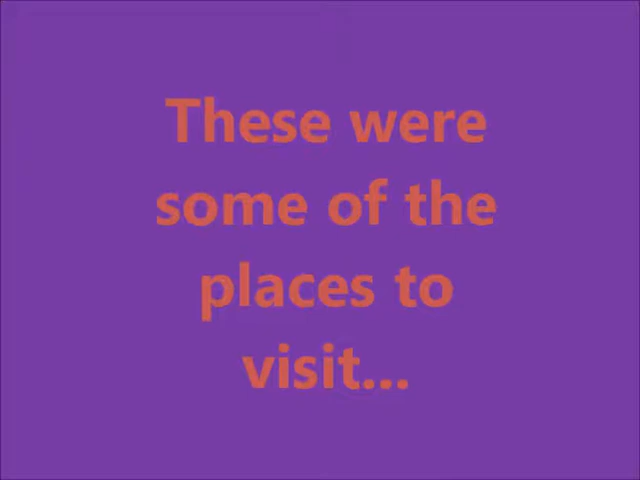 These were
some of the
places to
visit...